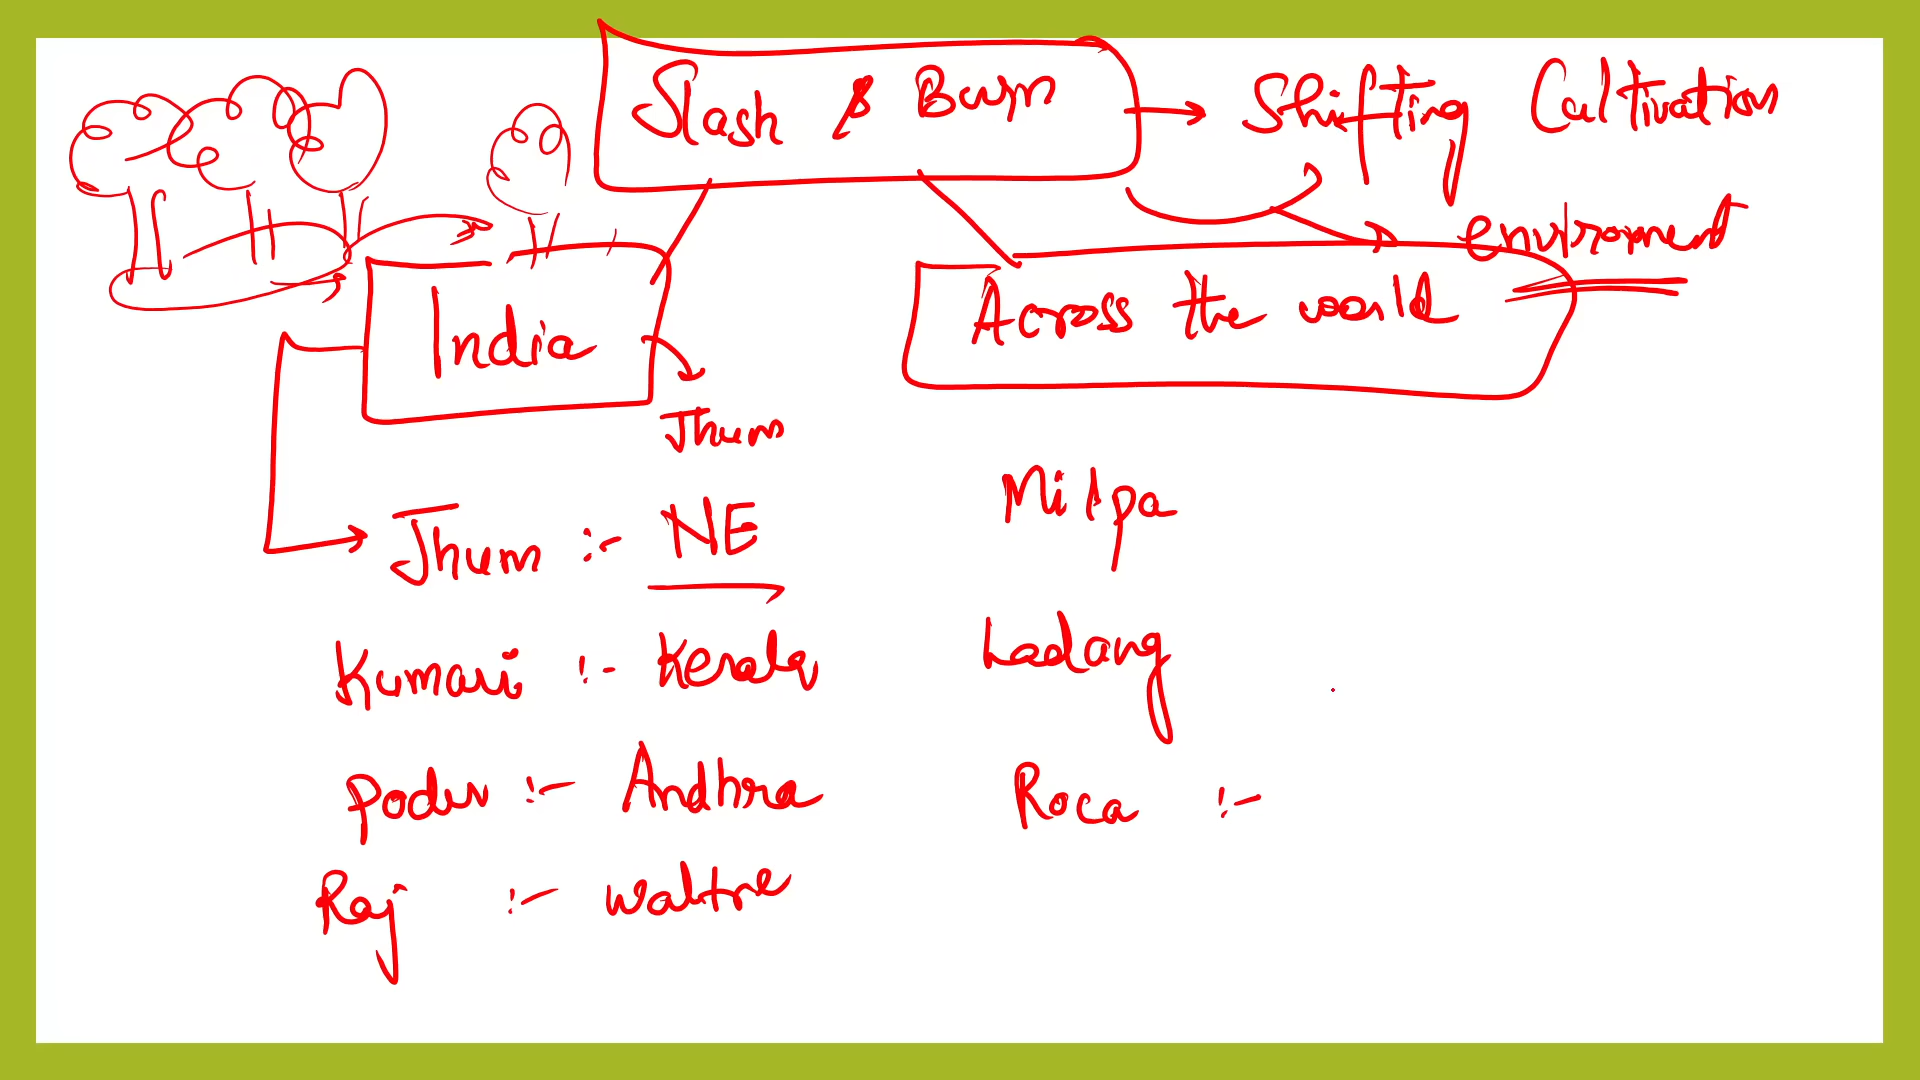 Slash & Burn
Shifting Cultivation
environment
India
Across the world
Jhum
Jhum :- NE
Milpa
Kumari :- Kerala
Ladang
Podu :- Andhra
Roca :-
Raj :- waltre